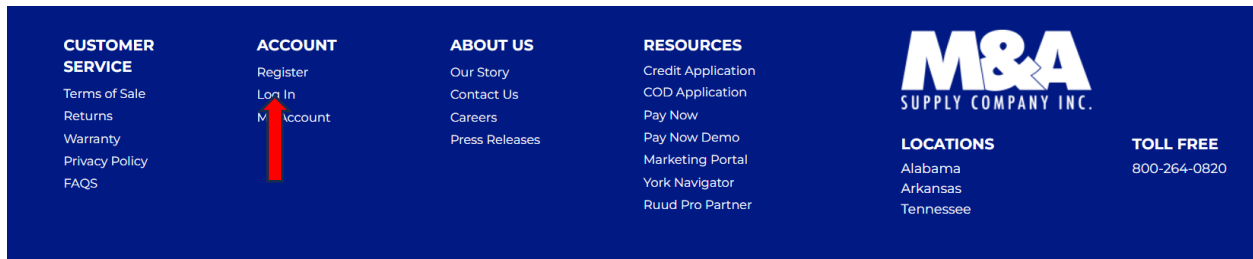 CUSTOMER
SERVICE
Terms of Sale
Returns
Warranty
Privacy Policy
FAQS
ACCOUNT
Register
Log In
My Account
ABOUT US
Our Story
Contact Us
Careers
Press Releases
RESOURCES
Credit Application
COD Application
Pay Now
Pay Now Demo
Marketing Portal
York Navigator
Ruud Pro Partner
M&A
SUPPLY COMPANY INC.
LOCATIONS
Alabama
Arkansas
Tennessee
TOLL FREE
800-264-0820